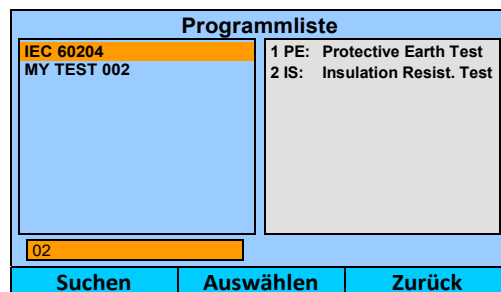 Programmliste
IEC 60204
MY TEST 002
1 PE: Protective Earth Test
2 IS: Insulation Resist. Test
02
Suchen Auswählen Zurück